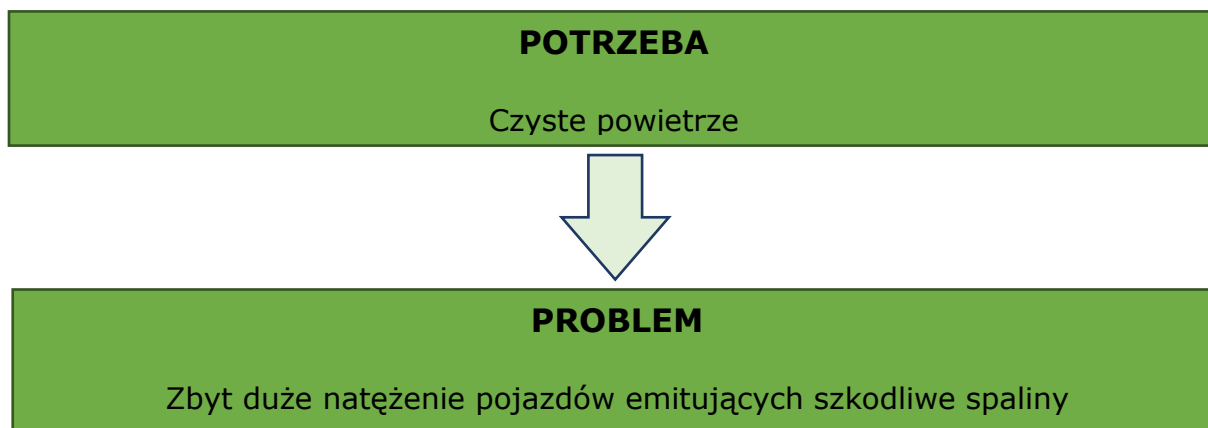 POTRZEBA
Czyste powietrze
PROBLEM
Zbyt duże natężenie pojazdów emitujących szkodliwe spaliny